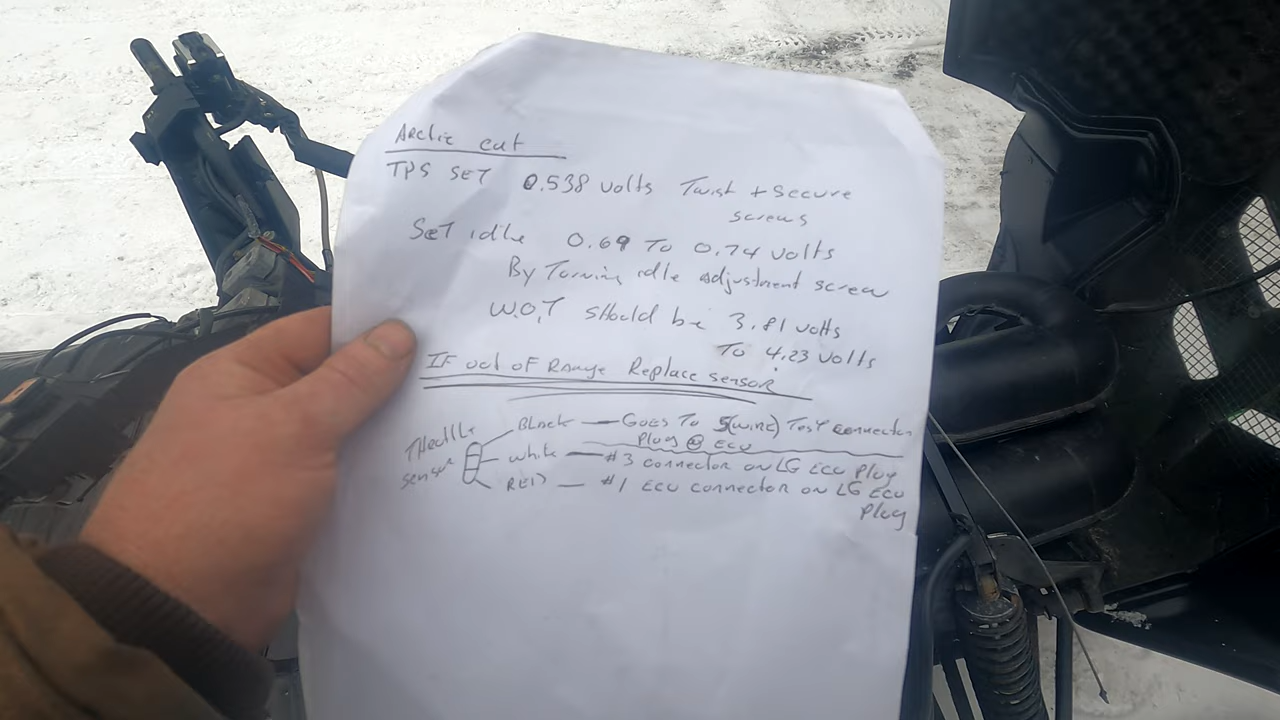 Arctic cat
TPS SET 0.538 volts Twist + secure
screws
Set idle 0.69 To 0.74 volts
By Turning idle adjustment screw
W.O.T should be 3.81 volts
To 4.23 volts
IF out of Range Replace sensor
Throttle
sensor
Black — Goes To 5(wire) Test connector
Plug @ ECU
white — #3 connector on LG ECU Plug
RED — #1 ECU connector on LG ECU
Plug